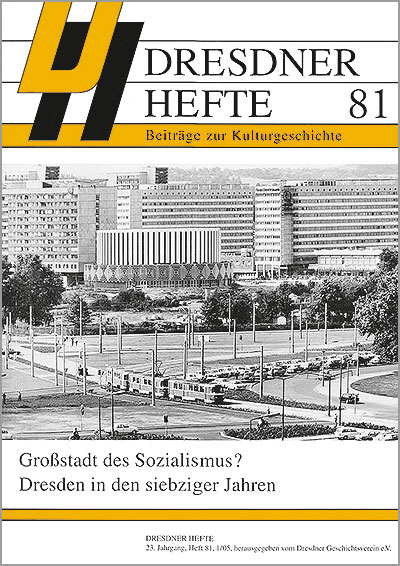 DRESDNER
HEFTE 81
Beiträge zur Kulturgeschichte
Großstadt des Sozialismus?
Dresden in den siebziger Jahren
DRESDNER HEFTE
23. Jahrgang, Heft 81, 1/05, herausgegeben vom Dresdner Geschichtsverein e.V.